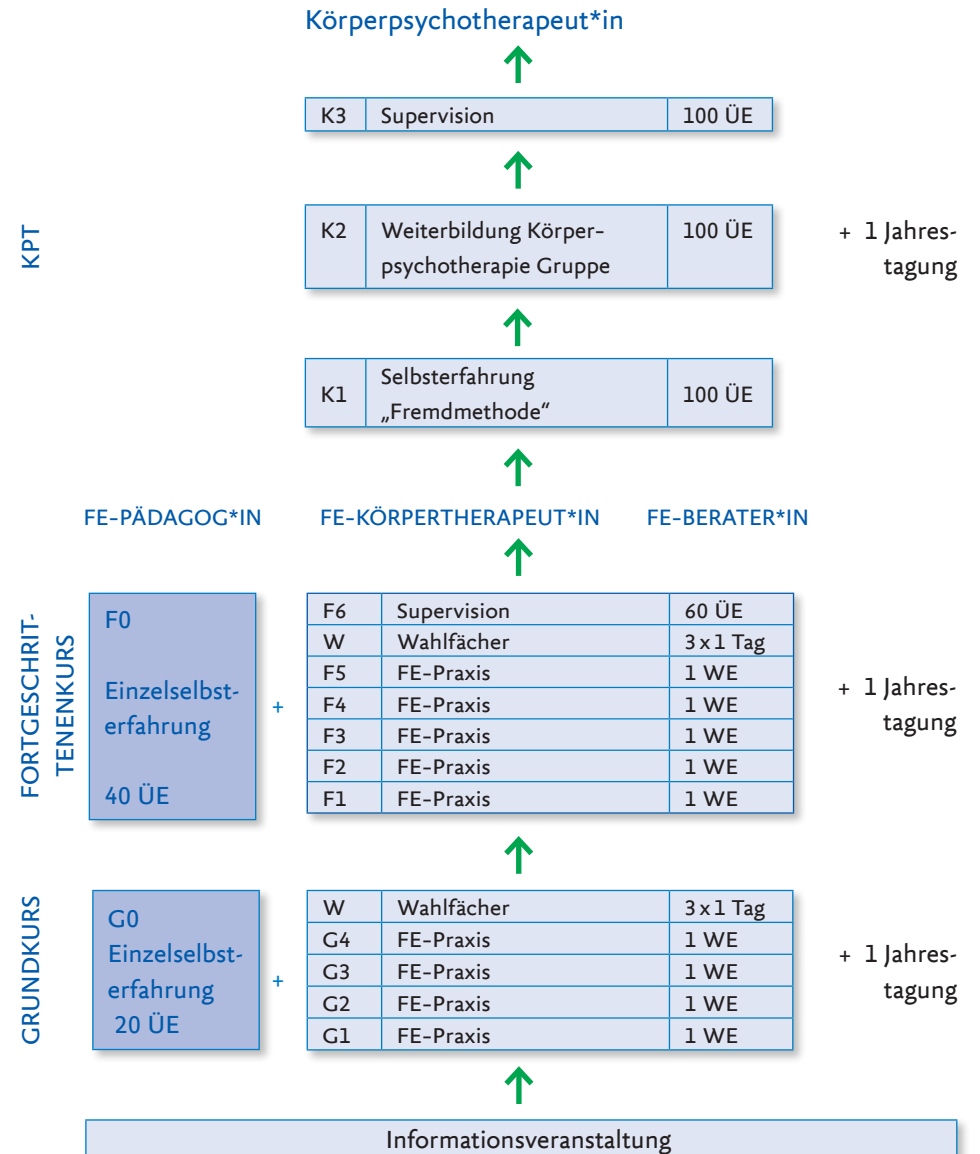 Körperpsychotherapeut*in
K3 Supervision 100 ÜE
KPT
K2 Weiterbildung Körper- 100 ÜE
psychotherapie Gruppe
+ 1 Jahres-
tagung
K1 Selbsterfahrung 100 ÜE
„Fremdmethode“
FE-PÄDAGOG*IN FE-KÖRPERTHERAPEUT*IN FE-BERATER*IN
FORTGESCHRIT-
TENENKURS
F0
Einzelselbst-
erfahrung
40 ÜE
+
F6 Supervision 60 ÜE
W Wahlfächer 3 x 1 Tag
F5 FE-Praxis 1 WE
F4 FE-Praxis 1 WE
F3 FE-Praxis 1 WE
F2 FE-Praxis 1 WE
F1 FE-Praxis 1 WE
+ 1 Jahres-
tagung
GRUNDKURS
G0
Einzelselbst-
erfahrung
20 ÜE
+
W Wahlfächer 3 x 1 Tag
G4 FE-Praxis 1 WE
G3 FE-Praxis 1 WE
G2 FE-Praxis 1 WE
G1 FE-Praxis 1 WE
+ 1 Jahres-
tagung
Informationsveranstaltung